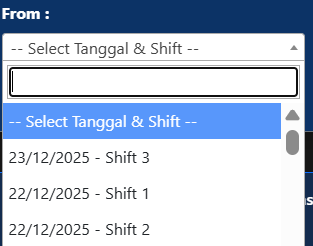 From :
-- Select Tanggal & Shift --
-- Select Tanggal & Shift --
23/12/2025 - Shift 3
22/12/2025 - Shift 1
22/12/2025 - Shift 2